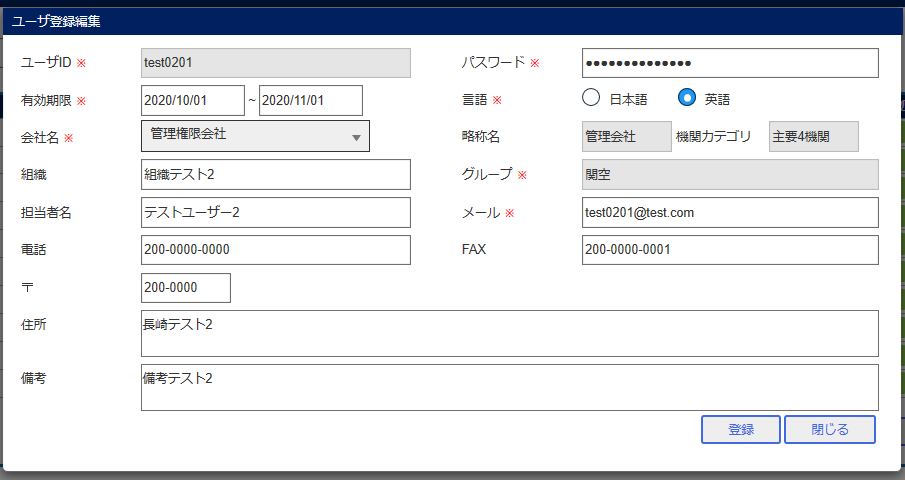 ユーザ登録編集
ユーザID ※ test0201 パスワード ※ ●●●●●●●●●●●●●●
有効期限 ※ 2020/10/01 ~ 2020/11/01 言語 ※ 日本語 英語
会社名 ※ 管理権限会社 略称名 管理会社 機関カテゴリ 主要4機関
組織 組織テスト2 グループ ※ 関空
担当者名 テストユーザー2 メール ※ test0201@test.com
電話 200-0000-0000 FAX 200-0000-0001
〒 200-0000
住所 長崎テスト2
備考 備考テスト2
登録 閉じる